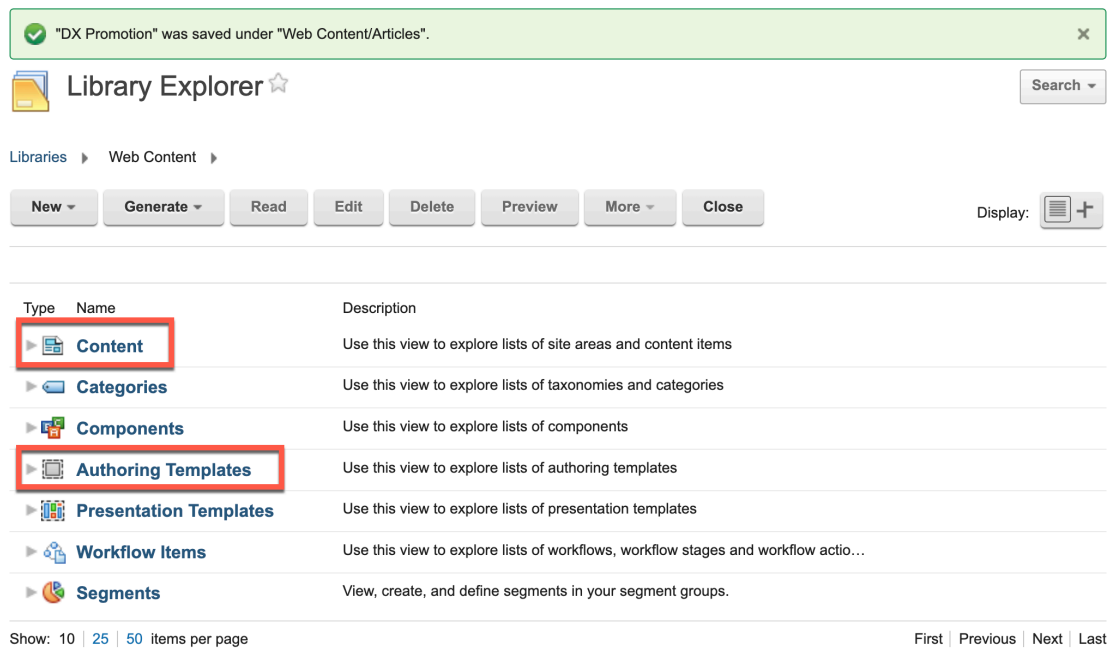 "DX Promotion" was saved under "Web Content/Articles".
Library Explorer
Search
Libraries Web Content
New Generate Read Edit Delete Preview More Close Display:
Type Name Description
Content Use this view to explore lists of site areas and content items
Categories Use this view to explore lists of taxonomies and categories
Components Use this view to explore lists of components
Authoring Templates Use this view to explore lists of authoring templates
Presentation Templates Use this view to explore lists of presentation templates
Workflow Items Use this view to explore lists of workflows, workflow stages and workflow actio…
Segments View, create, and define segments in your segment groups.
Show: 10 25 50 items per page First Previous Next Last